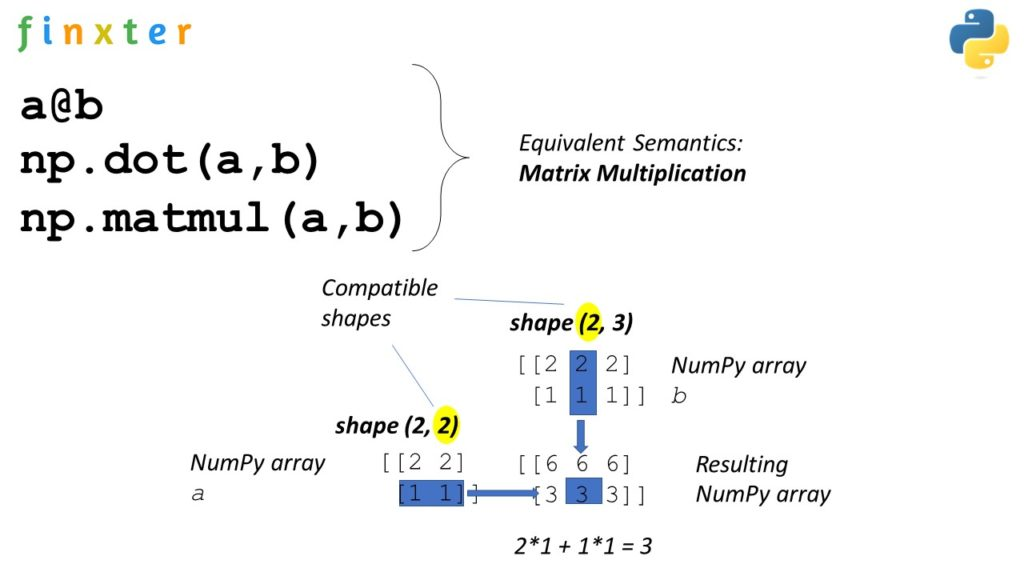 finxter
a@b
np.dot(a,b)
np.matmul(a,b)
Equivalent Semantics:
Matrix Multiplication
Compatible
shapes
shape (2, 3)
[[2 2 2]
[1 1 1]]
NumPy array
b
shape (2, 2)
NumPy array
a
[[2 2]
[1 1]]
[[6 6 6]
[3 3 3]]
Resulting
NumPy array
2*1 + 1*1 = 3